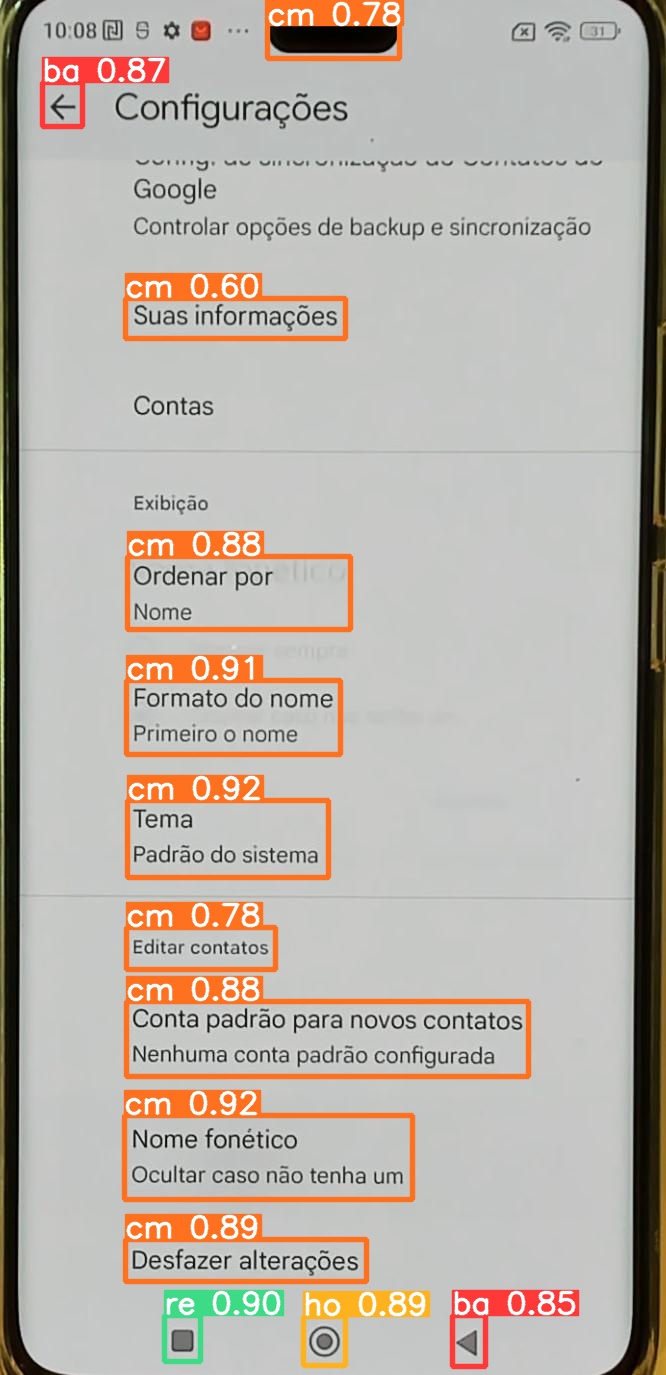 cm 0.78
10:08
31
ba 0.87
Configurações
Config. de sincronização do Contatos do
Google
Controlar opções de backup e sincronização
cm 0.60
Suas informações
Contas
Exibição
cm 0.88
Ordenar por
Nome
cm 0.91
Formato do nome
Primeiro o nome
cm 0.92
Tema
Padrão do sistema
cm 0.78
Editar contatos
cm 0.88
Conta padrão para novos contatos
Nenhuma conta padrão configurada
cm 0.92
Nome fonético
Ocultar caso não tenha um
cm 0.89
Desfazer alterações
re 0.90 ho 0.89 ba 0.85